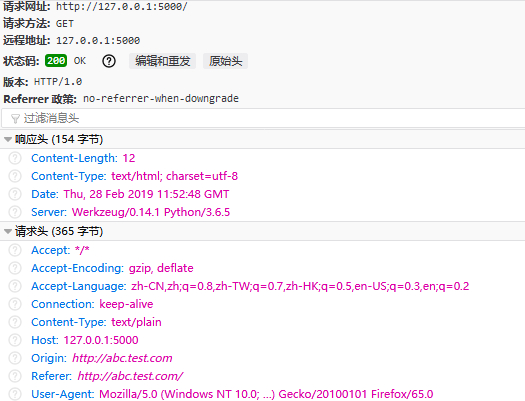 请求网址: http://127.0.0.1:5000/
请求方法: GET
远程地址: 127.0.0.1:5000
状态码: 200 OK ? 编辑和重发 原始头
版本: HTTP/1.0
Referrer 政策: no-referrer-when-downgrade
过滤消息头
响应头 (154 字节)
? Content-Length: 12
? Content-Type: text/html; charset=utf-8
? Date: Thu, 28 Feb 2019 11:52:48 GMT
? Server: Werkzeug/0.14.1 Python/3.6.5
请求头 (365 字节)
? Accept: */*
? Accept-Encoding: gzip, deflate
? Accept-Language: zh-CN,zh;q=0.8,zh-TW;q=0.7,zh-HK;q=0.5,en-US;q=0.3,en;q=0.2
? Connection: keep-alive
? Content-Type: text/plain
? Host: 127.0.0.1:5000
? Origin: http://abc.test.com
? Referer: http://abc.test.com/
? User-Agent: Mozilla/5.0 (Windows NT 10.0; …) Gecko/20100101 Firefox/65.0